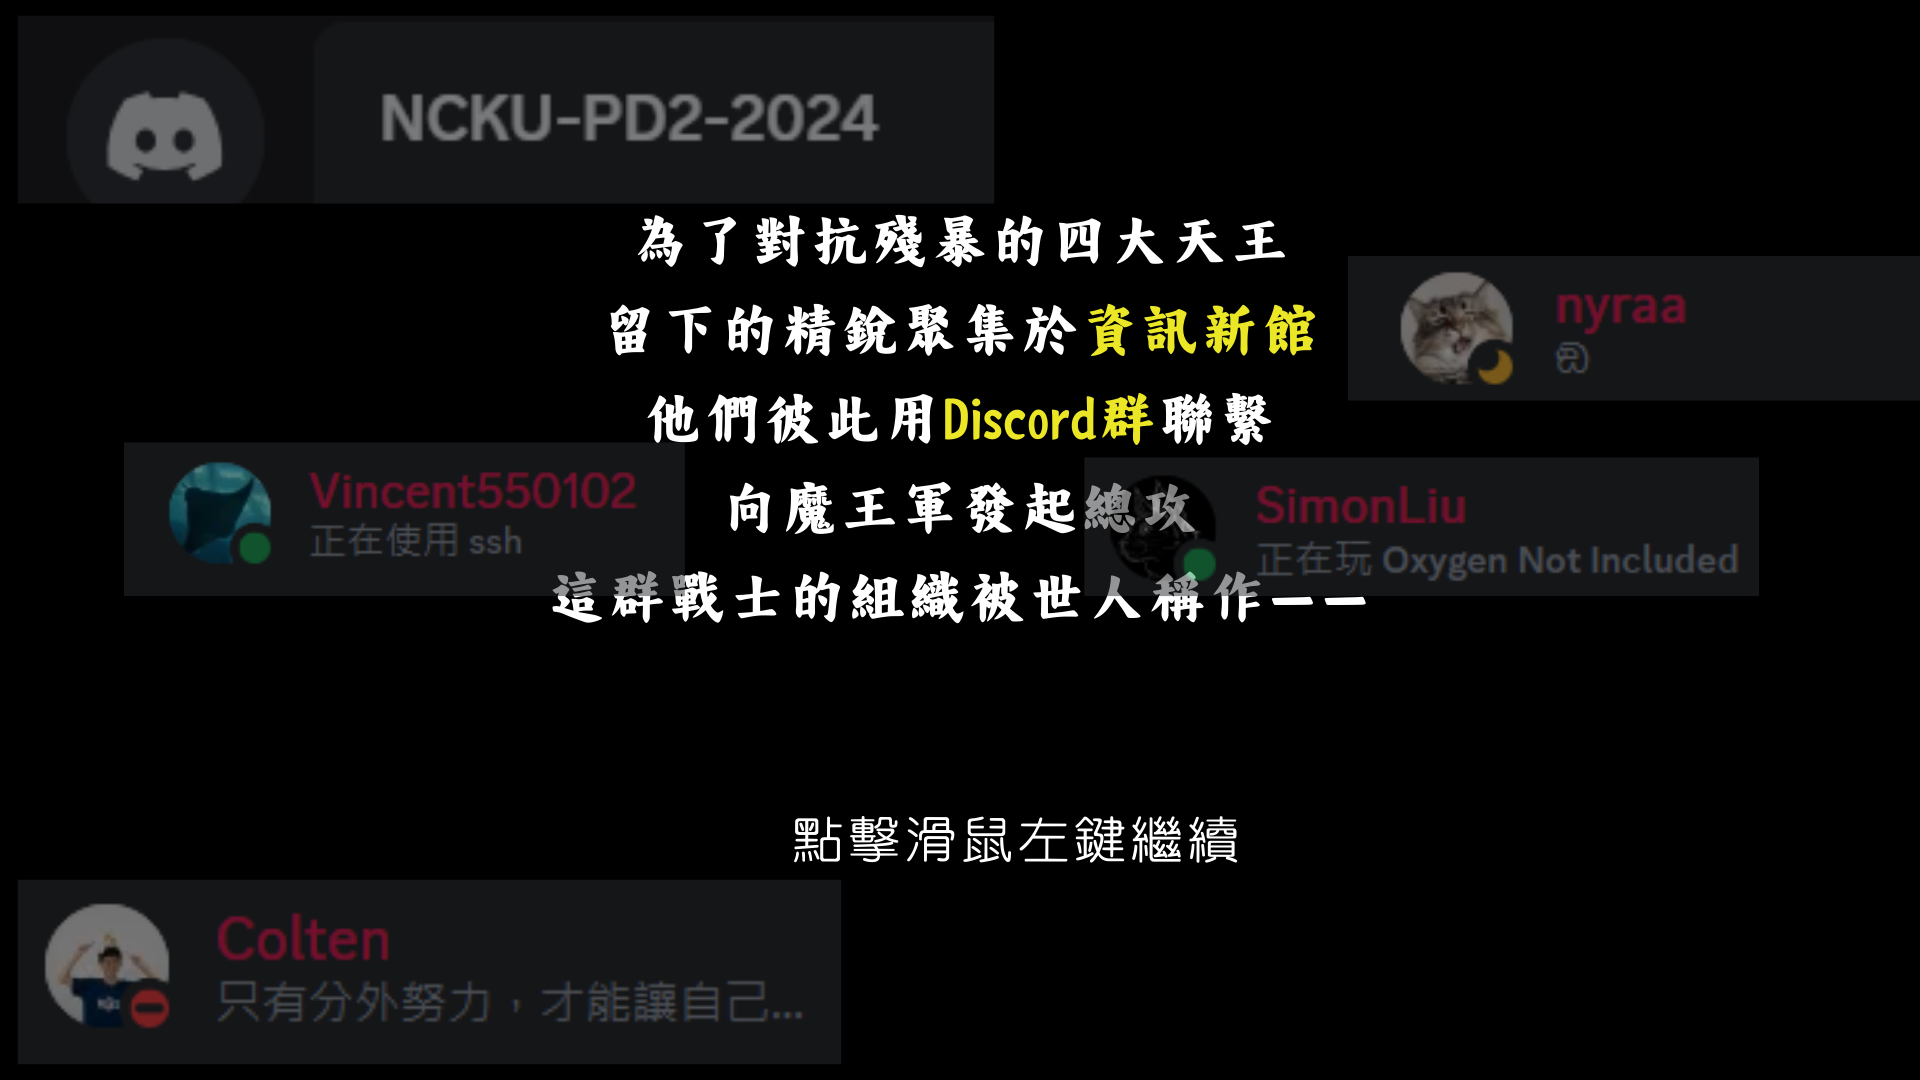 NCKU-PD2-2024
為了對抗殘暴的四大天王
留下的精銳聚集於資訊新館
nyraa
他們彼此用Discord群聯繫
Vincent550102
正在使用 ssh
向魔王軍發起總攻
SimonLiu
正在玩 Oxygen Not Included
這群戰士的組織被世人稱作——
點擊滑鼠左鍵繼續
Colten
只有分外努力，才能讓自己...